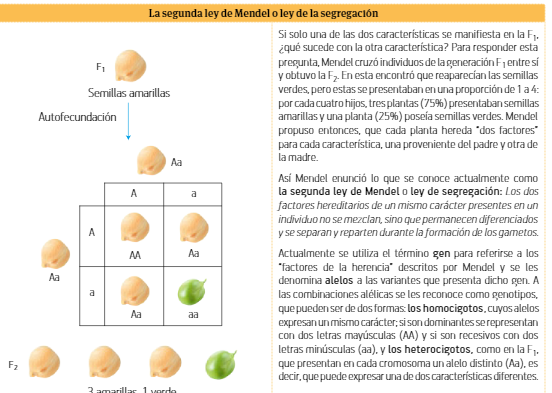 La segunda ley de Mendel o ley de la segregación
F1
Semillas amarillas
Autofecundación
Aa
A a
A
AA Aa
Aa
a
Aa aa
F2
3 amarillas, 1 verde
Si solo una de las dos características se manifiesta en la F1,
¿qué sucede con la otra característica? Para responder esta
pregunta, Mendel cruzó individuos de la generación F1 entre sí
y obtuvo la F2. En esta encontró que reaparecían las semillas
verdes, pero estas se presentaban en una proporción de 1 a 4:
por cada cuatro hijos, tres plantas (75%) presentaban semillas
amarillas y una planta (25%) poseía semillas verdes. Mendel
propuso entonces, que cada planta hereda "dos factores"
para cada característica, una proveniente del padre y otra de
la madre.
Así Mendel enunció lo que se conoce actualmente como
la segunda ley de Mendel o ley de segregación: Los dos
factores hereditarios de un mismo carácter presentes en un
individuo no se mezclan, sino que permanecen diferenciados
y se separan y reparten durante la formación de los gametos.
Actualmente se utiliza el término gen para referirse a los
"factores de la herencia" descritos por Mendel y se les
denomina alelos a las variantes que presenta dicho gen. A
las combinaciones alélicas se les reconoce como genotipos,
que pueden ser de dos formas: los homocigotos, cuyos alelos
expresan un mismo carácter; si son dominantes se representan
con dos letras mayúsculas (AA) y si son recesivos con dos
letras minúsculas (aa), y los heterocigotos, como en la F1,
que presentan en cada cromosoma un alelo distinto (Aa), es
decir, que puede expresar una de dos características diferentes.